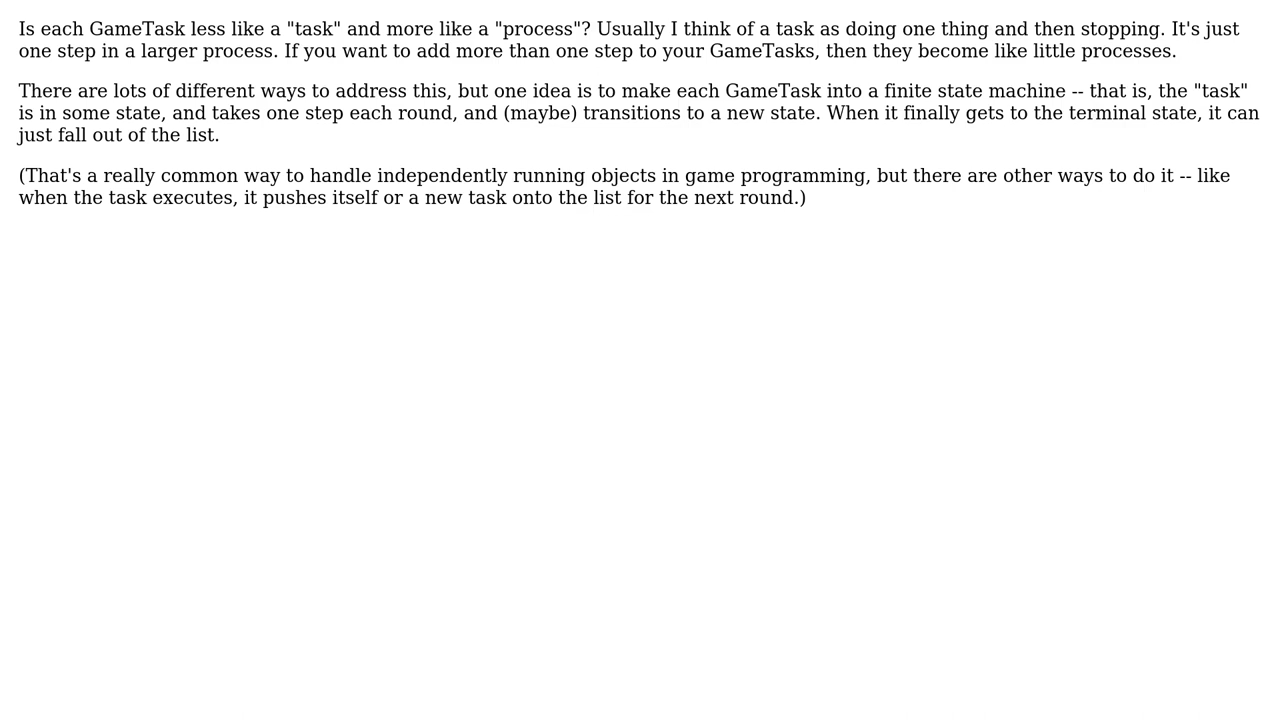 Is each GameTask less like a "task" and more like a "process"? Usually I think of a task as doing one thing and then stopping. It's just
one step in a larger process. If you want to add more than one step to your GameTasks, then they become like little processes.
There are lots of different ways to address this, but one idea is to make each GameTask into a finite state machine -- that is, the "task"
is in some state, and takes one step each round, and (maybe) transitions to a new state. When it finally gets to the terminal state, it can
just fall out of the list.
(That's a really common way to handle independently running objects in game programming, but there are other ways to do it -- like
when the task executes, it pushes itself or a new task onto the list for the next round.)